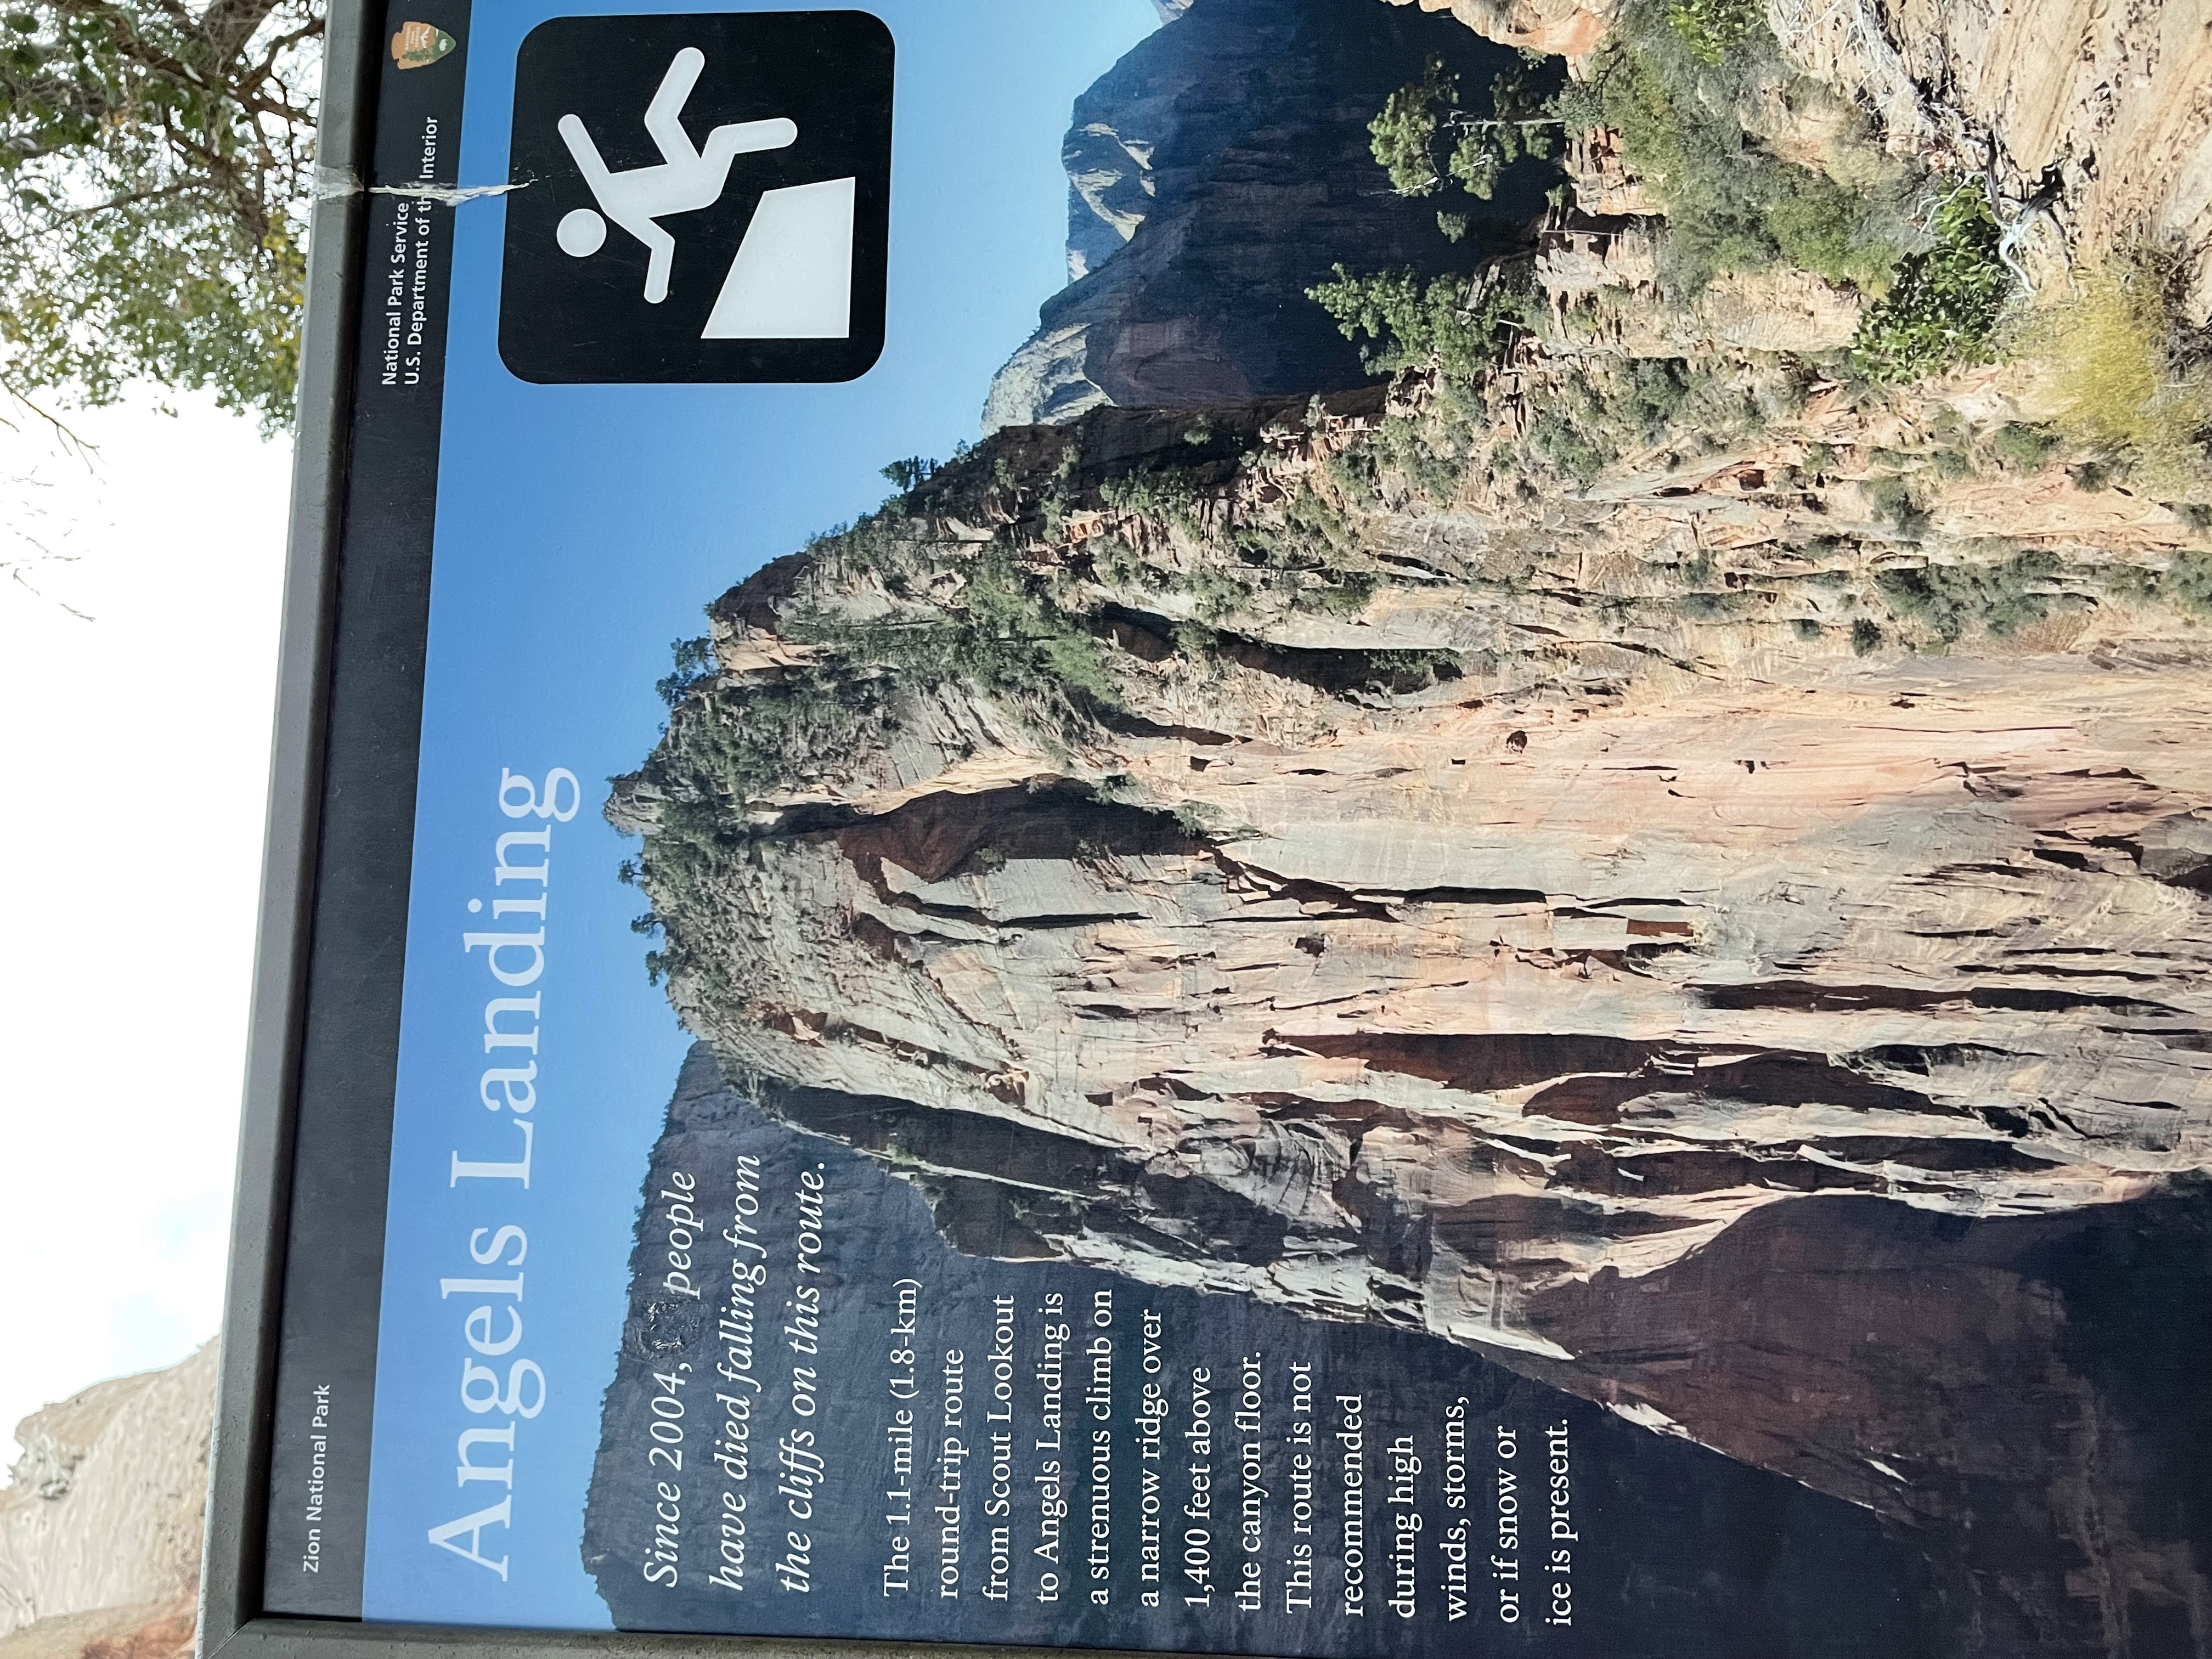 Zion National Park
National Park Service
U.S. Department of the Interior
Angels Landing
Since 2004, people
have died falling from
the cliffs on this route.
The 1.1-mile (1.8-km)
round-trip route
from Scout Lookout
to Angels Landing is
a strenuous climb on
a narrow ridge over
1,400 feet above
the canyon floor.
This route is not
recommended
during high
winds, storms,
or if snow or
ice is present.